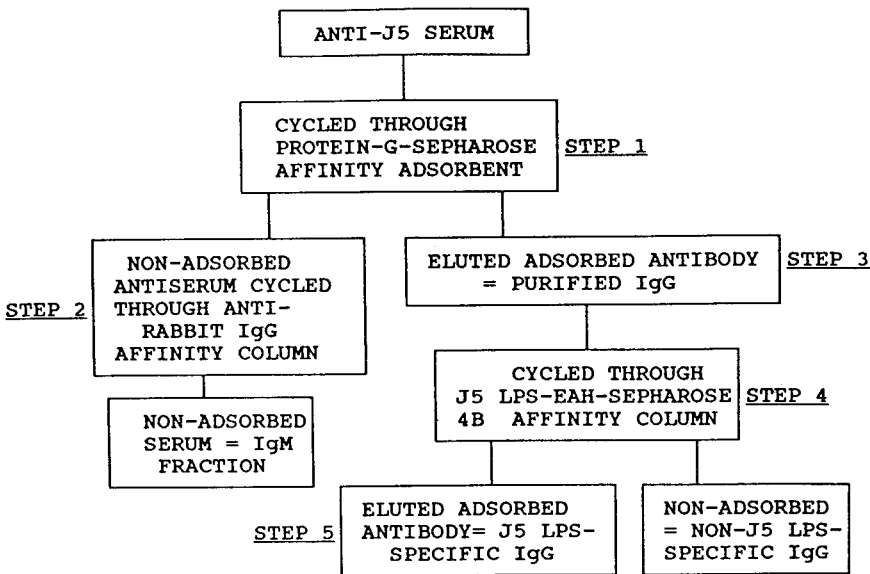 ANTI-J5 SERUM
CYCLED THROUGH
PROTEIN-G-SEPHAROSE
AFFINITY ADSORBENT
STEP 1
NON-ADSORBED
ANTISERUM CYCLED
THROUGH ANTI-
RABBIT IgG
AFFINITY COLUMN
STEP 2
ELUTED ADSORBED ANTIBODY
= PURIFIED IgG
STEP 3
NON-ADSORBED
SERUM = IgM
FRACTION
CYCLED THROUGH
J5 LPS-EAH-SEPHAROSE
4B AFFINITY COLUMN
STEP 4
STEP 5
ELUTED ADSORBED
ANTIBODY= J5 LPS-
SPECIFIC IgG
NON-ADSORBED
= NON-J5 LPS-
SPECIFIC IgG